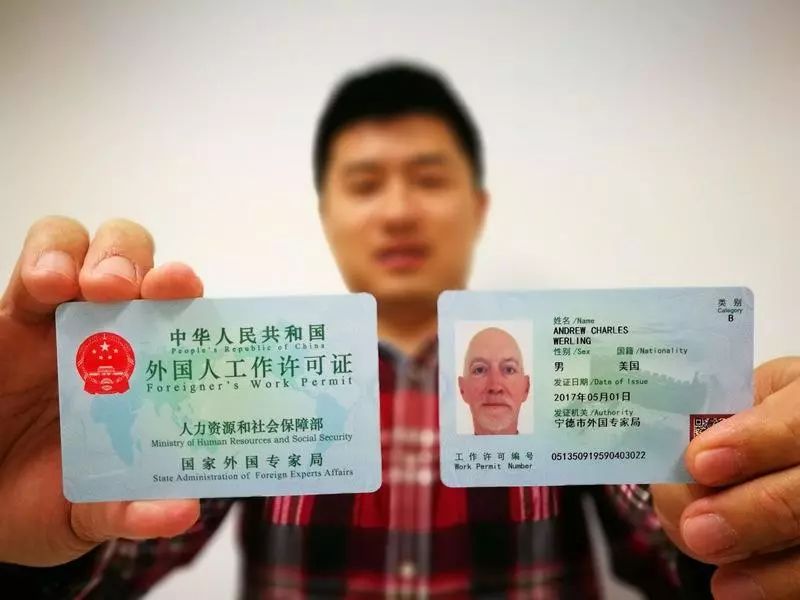 中华人民共和国
People's Republic of China
外国人工作许可证
Foreigner's Work Permit
人力资源和社会保障部
Ministry of Human Resources and Social Security
国家外国专家局
State Administration of Foreign Experts Affairs
类别
Category
B
姓名/Name
ANDREW CHARLES
WERLING
性别/Sex 国籍/Nationality
男 美国
发证日期/Date of Issue
2017年05月01日
发证机关/Authority
宁德市外国专家局
工作许可编号
Work Permit Number
051350919590403022